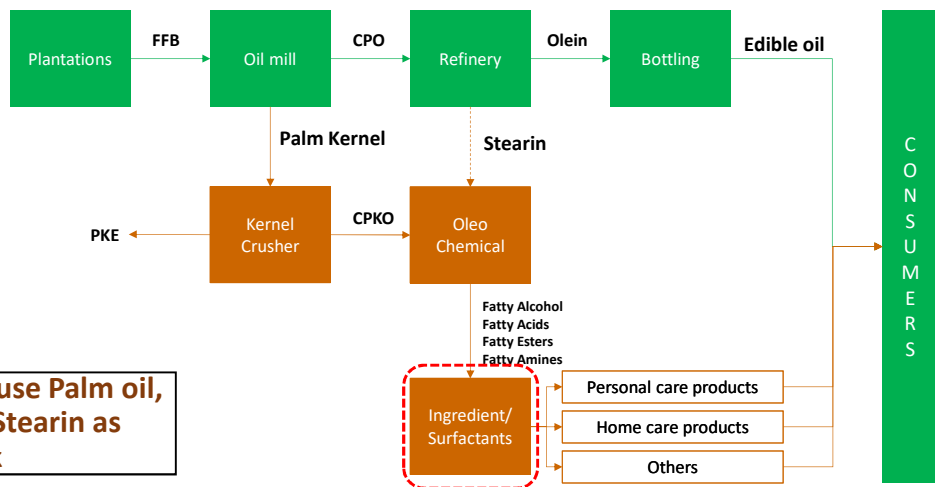 FFB
CPO
Olein
Edible oil
Plantations
Oil mill
Refinery
Bottling
Palm Kernel
Stearin
C
O
N
S
U
M
E
R
S
Kernel
Crusher
CPKO
Oleo
Chemical
PKE
Fatty Alcohol
Fatty Acids
Fatty Esters
Fatty Amines
use Palm oil,
Stearin as
Ingredient/
Surfactants
Personal care products
Home care products
Others